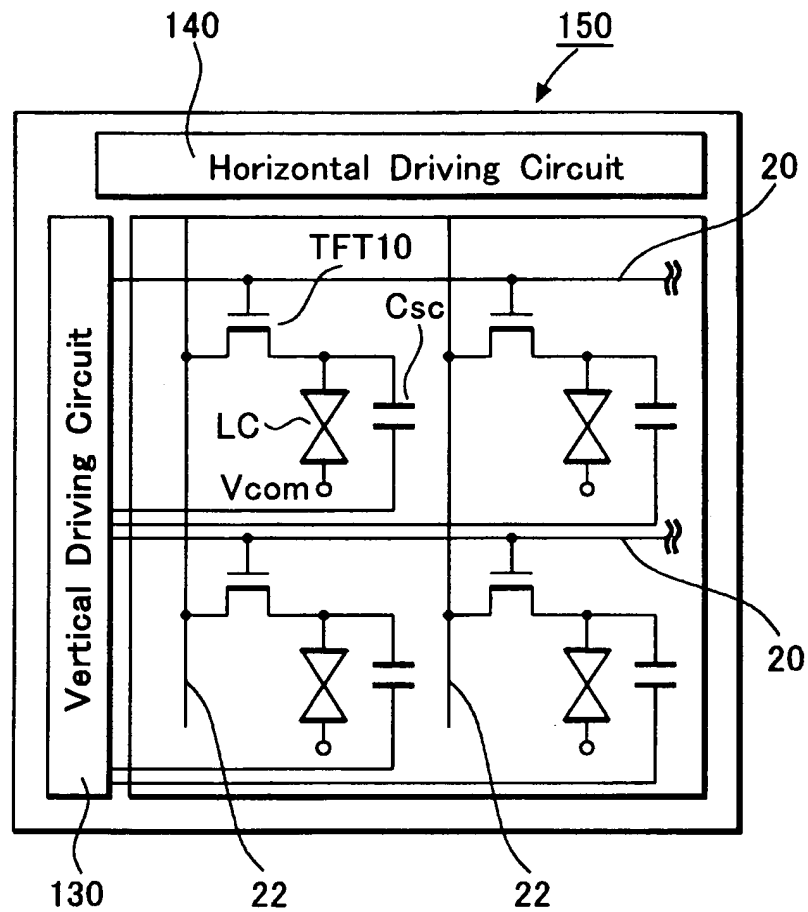 140
150
Horizontal Driving Circuit
20
TFT10
Csc
LC
Vcom
Vertical Driving Circuit
20
130
22
22